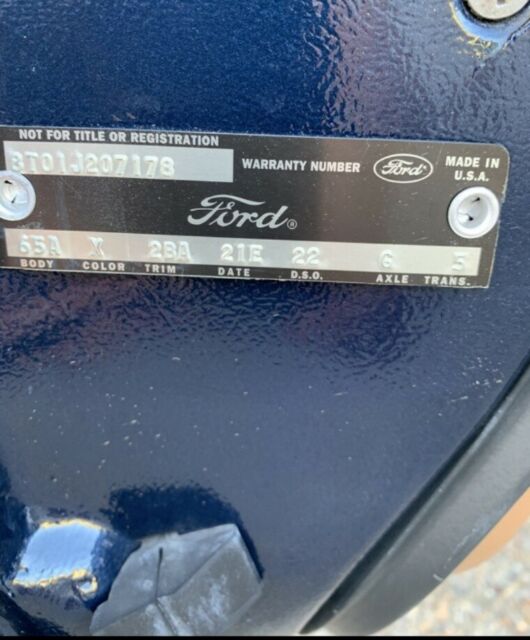 NOT FOR TITLE OR REGISTRATION
8T01J207178 WARRANTY NUMBER Ford MADE IN U.S.A.
Ford ®
65A X 2BA 21E 22 G 5
BODY COLOR TRIM DATE D.S.O. AXLE TRANS.